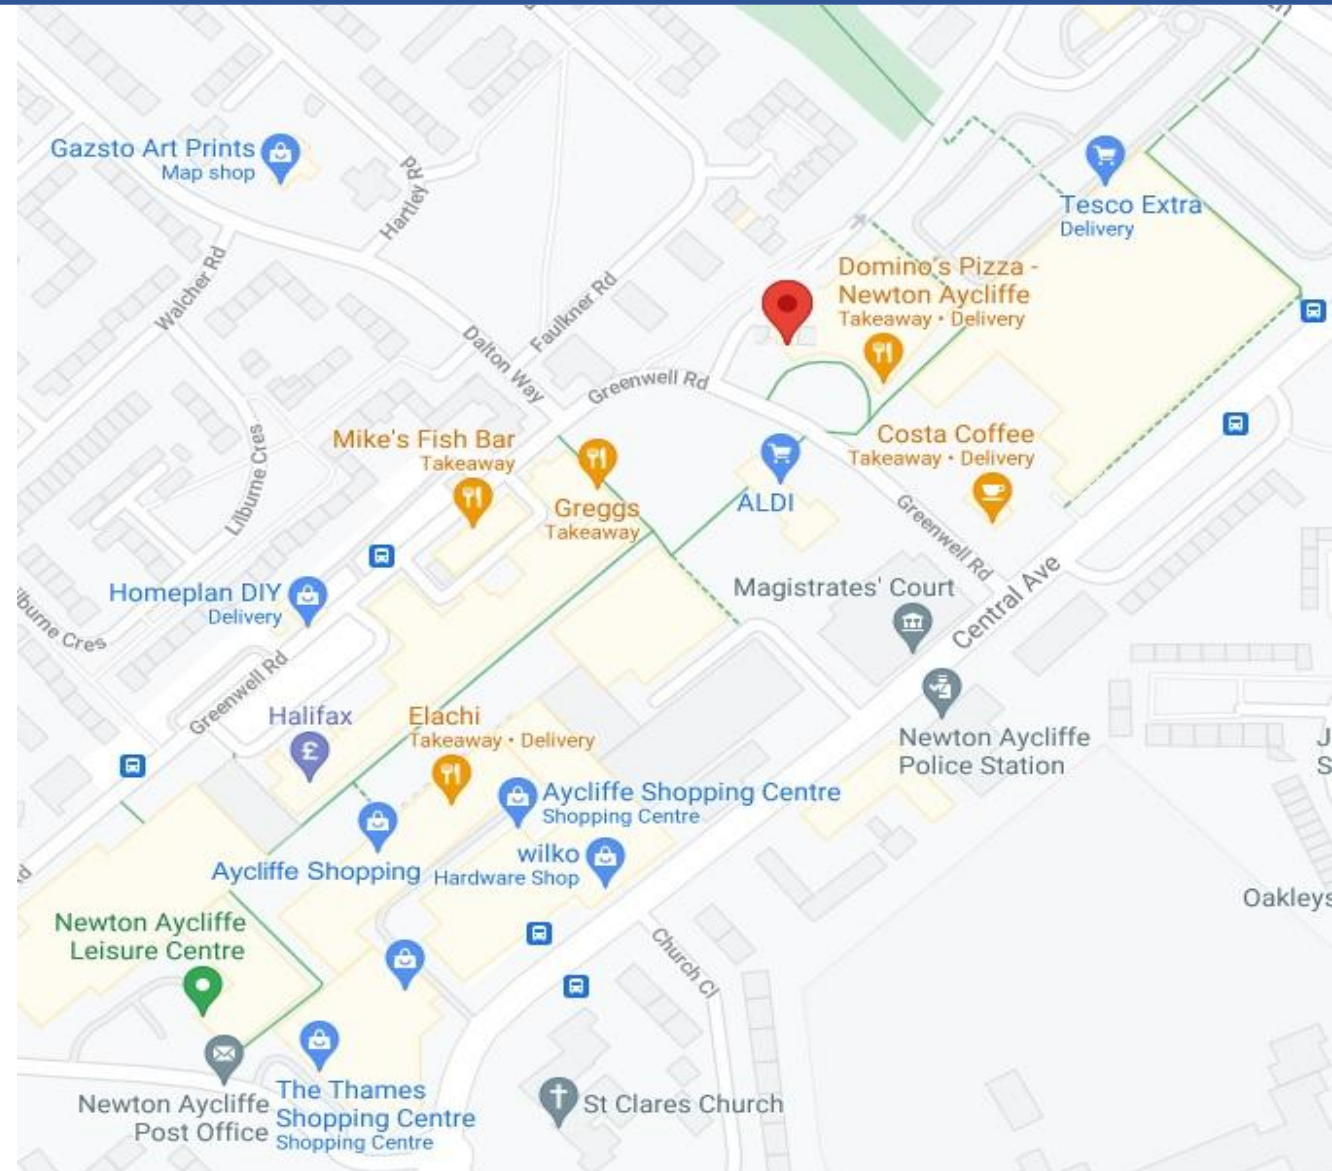 Gazsto Art Prints
Map shop
Hartley Rd
Walcher Rd
Tesco Extra
Delivery
Domino's Pizza -
Newton Aycliffe
Takeaway • Delivery
Faulkner Rd
Dalton Way
Greenwell Rd
Lilburne Cres
Mike's Fish Bar
Takeaway
Costa Coffee
Takeaway • Delivery
Greggs
Takeaway
ALDI
Greenwell Rd
Central Ave
Homeplan DIY
Delivery
Magistrates' Court
lburne Cres
Greenwell Rd
Halifax
£
Elachi
Takeaway • Delivery
Newton Aycliffe
Police Station
J
S
Aycliffe Shopping Centre
Shopping Centre
wilko
Hardware Shop
Aycliffe Shopping
Rd
Oakleys
Newton Aycliffe
Leisure Centre
Church Cl
Newton Aycliffe
Post Office
The Thames
Shopping Centre
Shopping Centre
St Clares Church